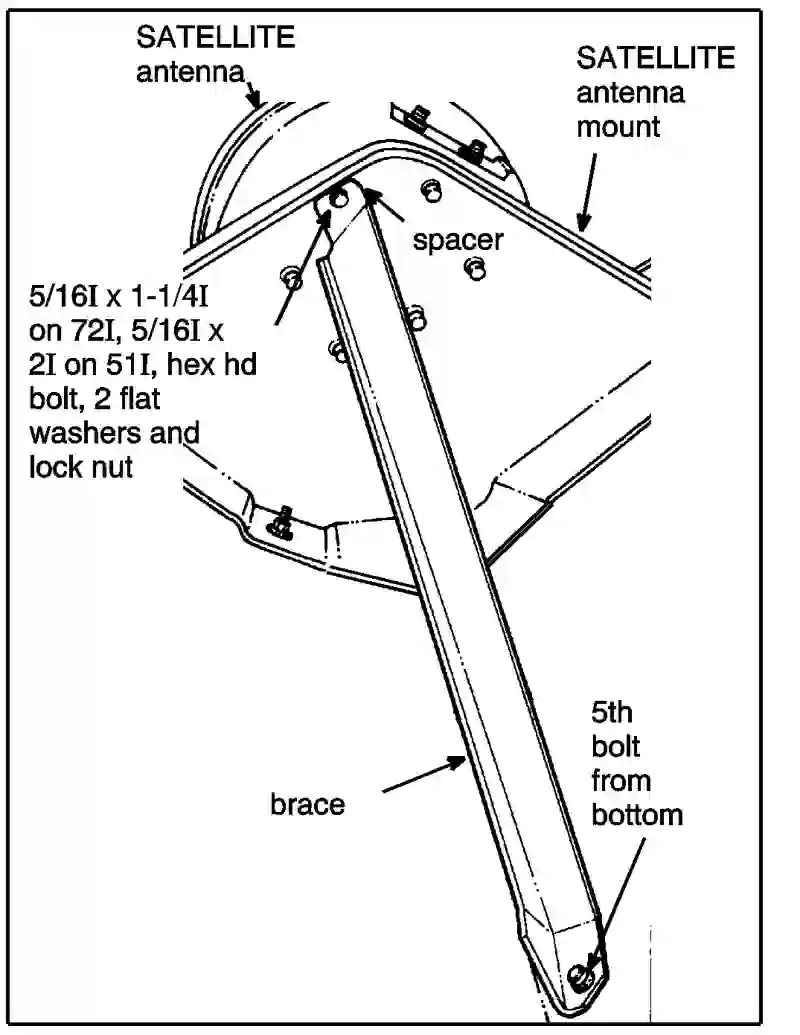 SATELLITE
antenna
SATELLITE
antenna
mount
spacer
5/16I x 1-1/4I
on 72I, 5/16I x
2I on 51I, hex hd
bolt, 2 flat
washers and
lock nut
5th
bolt
from
bottom
brace